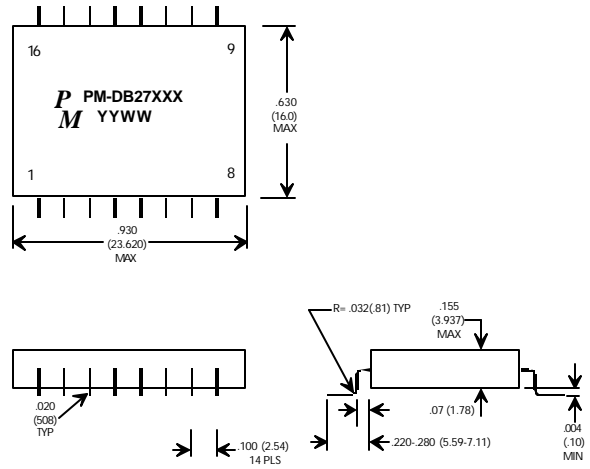 16 9
P PM-DB27XXX
M YYWW
1 8
.630
(16.0)
MAX
.930
(23.620)
MAX
R= .032(.81) TYP
.155
(3.937)
MAX
.020
(508)
TYP
.07 (1.78)
.100 (2.54)
14 PLS
.220-.280 (5.59-7.11)
.004
(.10)
MIN